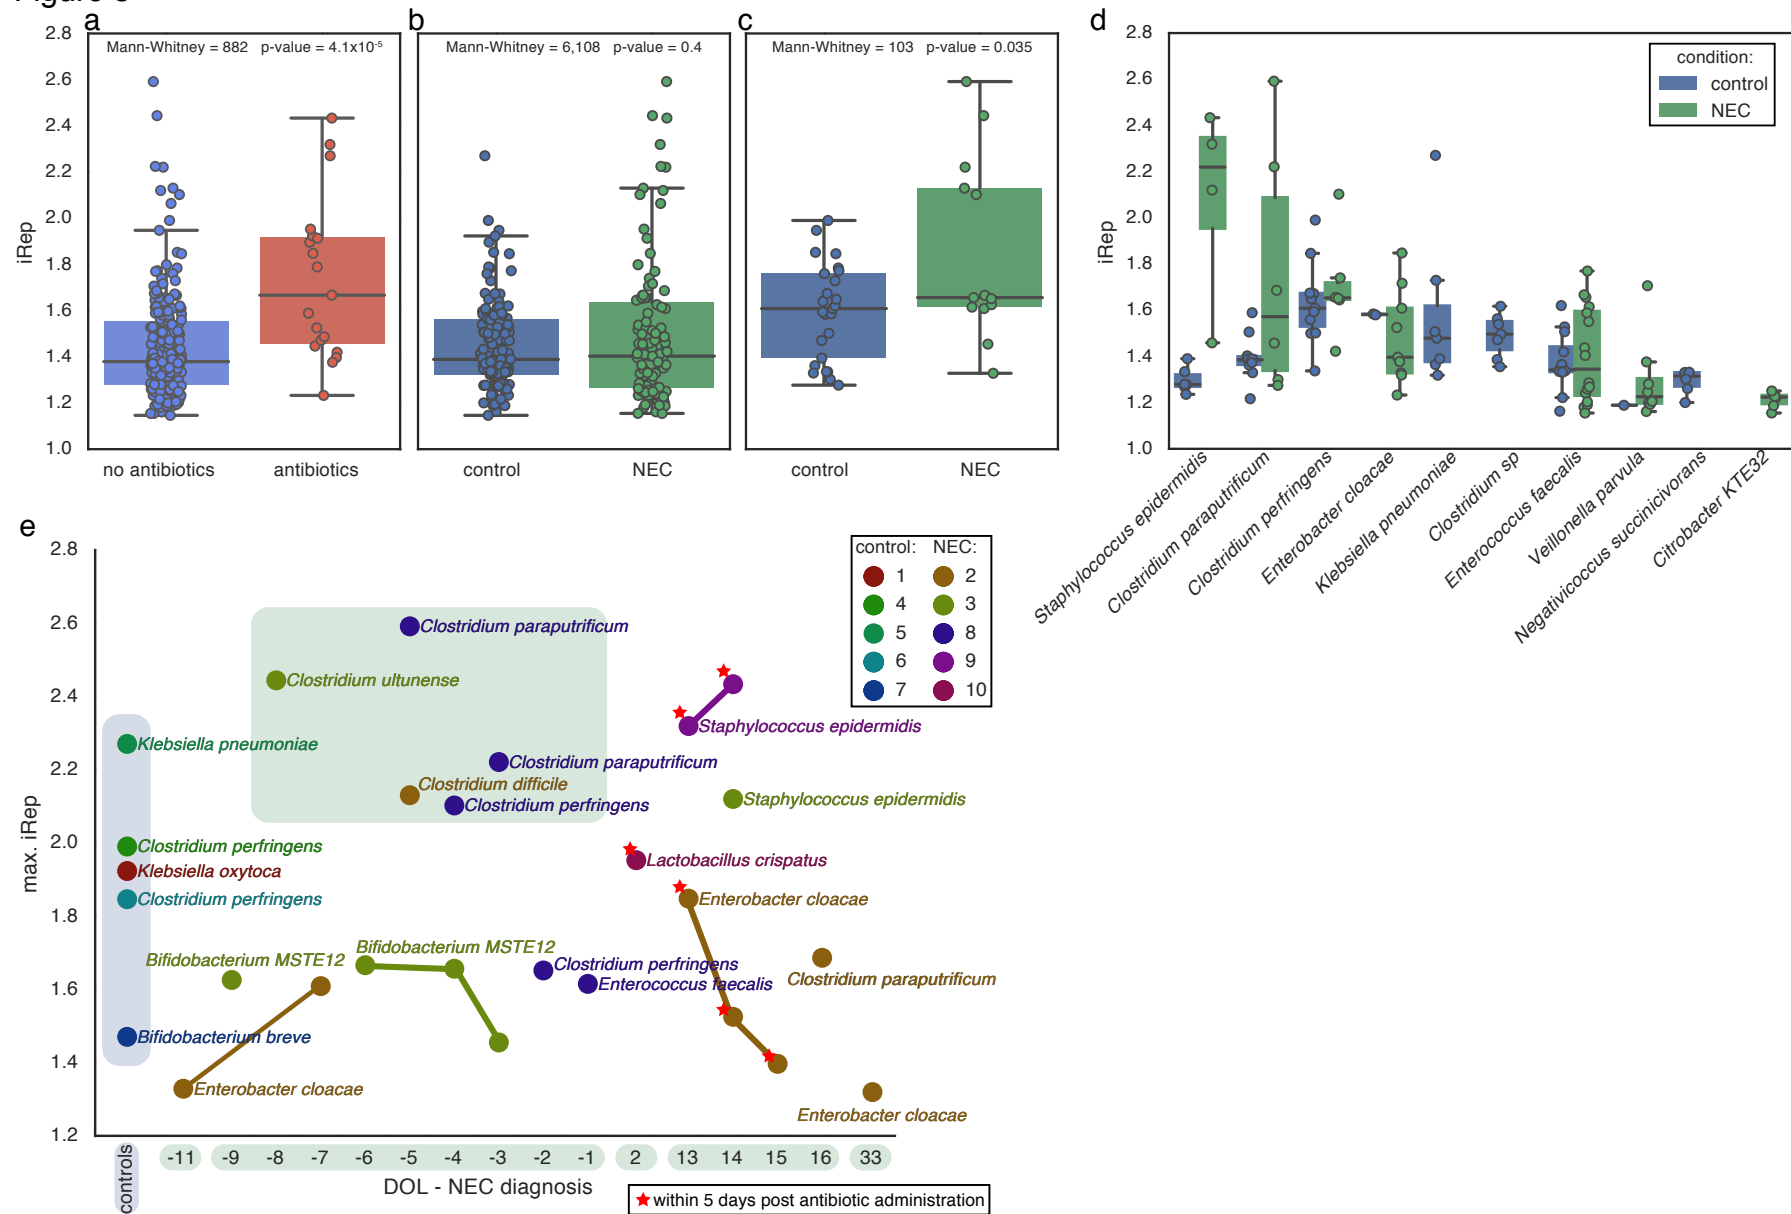 a
b
c
d
Mann-Whitney = 882 p-value = 4.1x10⁻⁵
Mann-Whitney = 6,108 p-value = 0.4
Mann-Whitney = 103 p-value = 0.035
2.8
2.6
2.4
2.2
2.0
1.8
1.6
1.4
1.2
1.0
iRep
no antibiotics
antibiotics
control
NEC
control
NEC
2.8
2.6
2.4
2.2
2.0
1.8
1.6
1.4
1.2
1.0
iRep
condition:
control
NEC
Staphylococcus epidermidis
Clostridium paraputrificum
Clostridium perfringens
Enterobacter cloacae
Klebsiella pneumoniae
Clostridium sp
Enterococcus faecalis
Veillonella parvula
Negativicoccus succinicivorans
Citrobacter KTE32
e
2.8
2.6
2.4
2.2
2.0
1.8
1.6
1.4
1.2
max. iRep
control: NEC:
1 2
4 3
5 8
6 9
7 10
Clostridium paraputrificum
Clostridium ultunense
Staphylococcus epidermidis
Klebsiella pneumoniae
Clostridium paraputrificum
Clostridium difficile
Clostridium perfringens
Staphylococcus epidermidis
Clostridium perfringens
Lactobacillus crispatus
Klebsiella oxytoca
Clostridium perfringens
Enterobacter cloacae
Bifidobacterium MSTE12
Bifidobacterium MSTE12
Clostridium perfringens
Enterococcus faecalis
Clostridium paraputrificum
Bifidobacterium breve
Enterobacter cloacae
Enterobacter cloacae
controls
-11 -9 -8 -7 -6 -5 -4 -3 -2 -1 2 13 14 15 16 33
DOL - NEC diagnosis
within 5 days post antibiotic administration